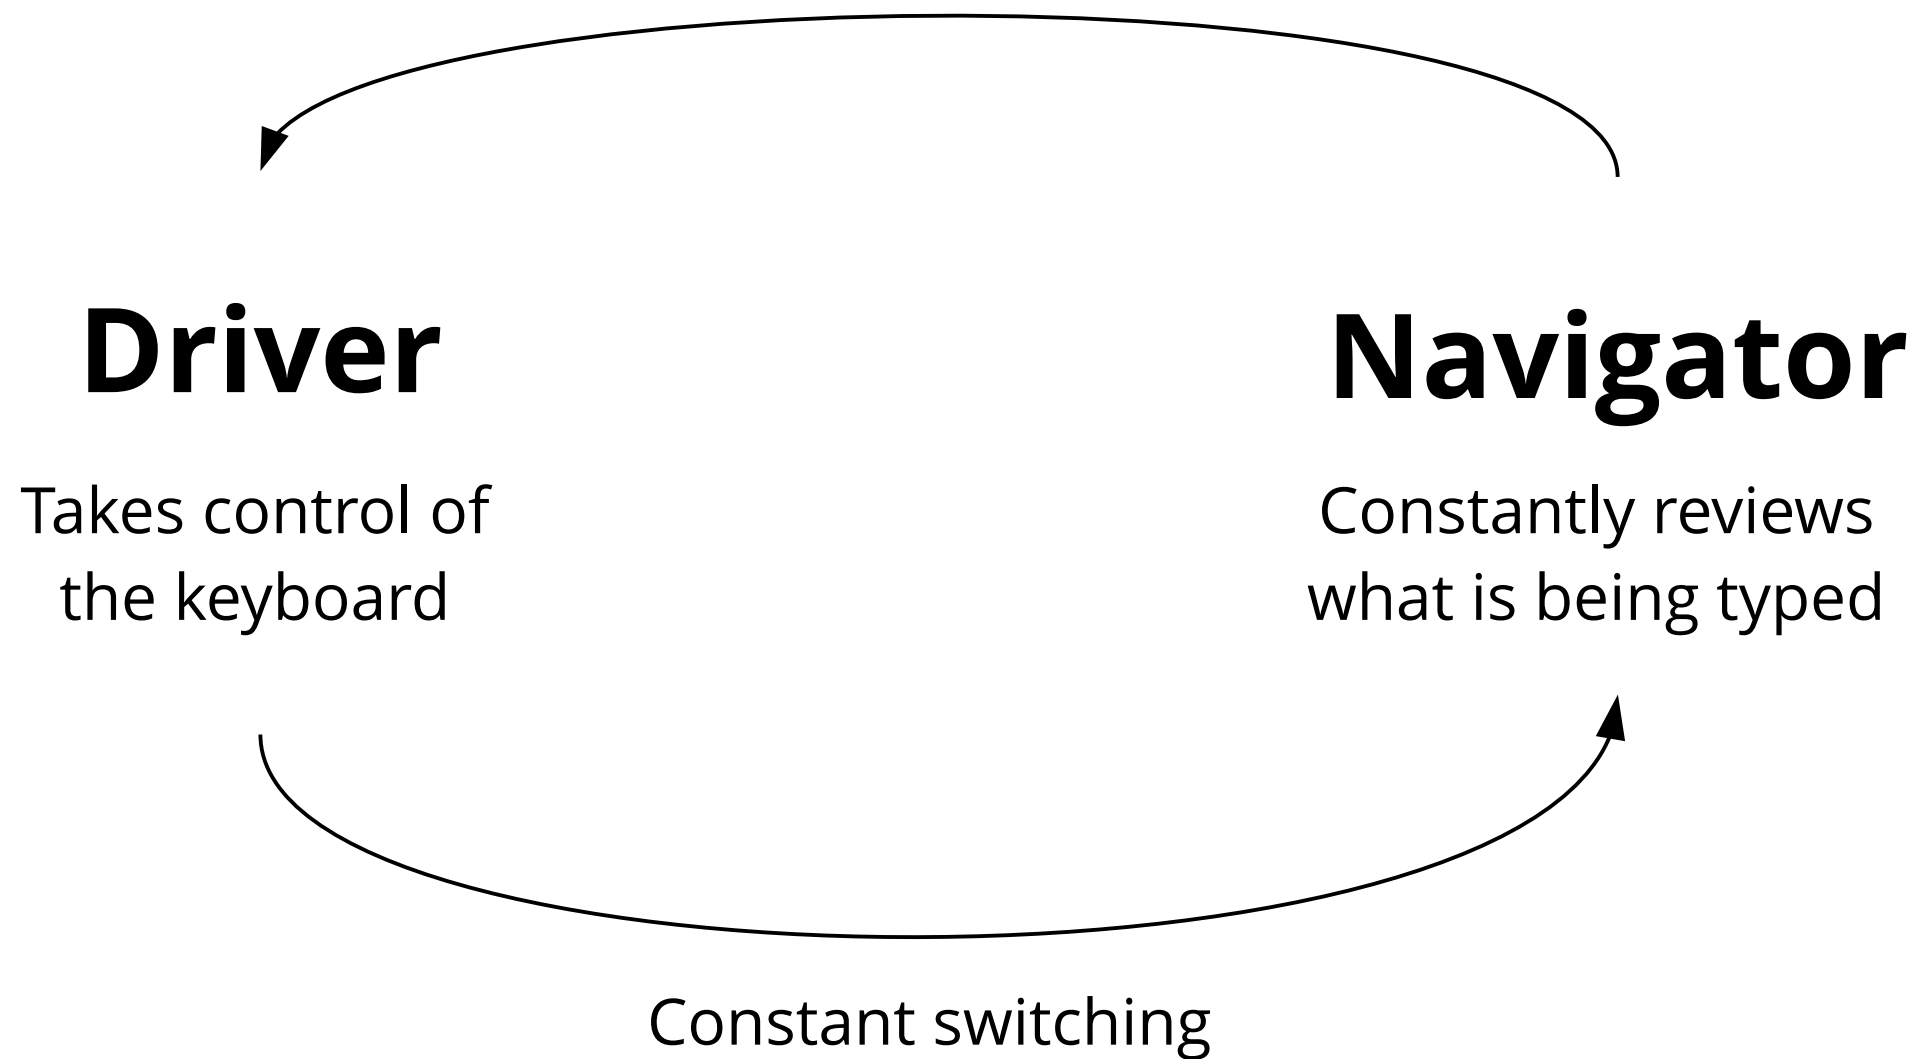 Driver
Takes control of
the keyboard
Navigator
Constantly reviews
what is being typed
Constant switching